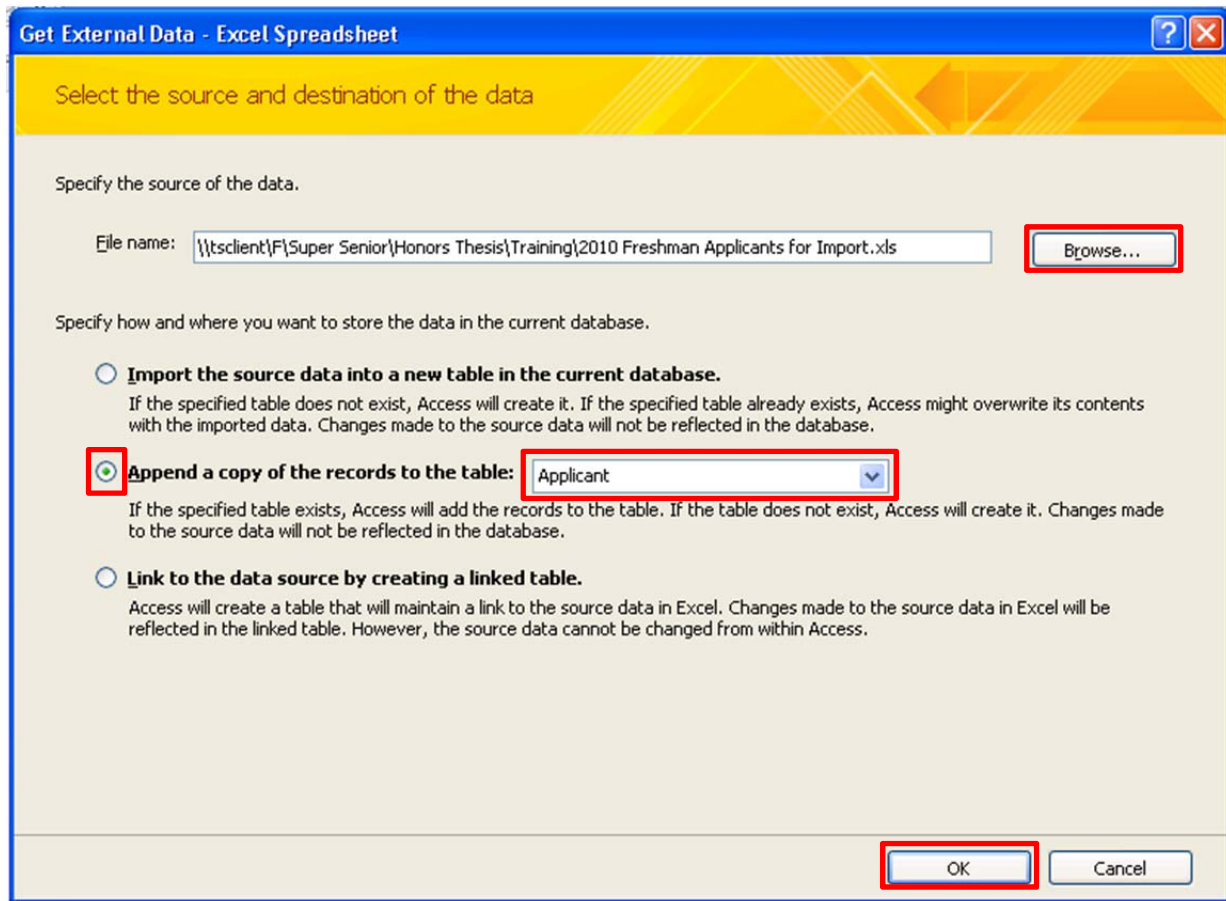 Get External Data - Excel Spreadsheet
Select the source and destination of the data
Specify the source of the data.
File name: \\tsclient\F\Super Senior\Honors Thesis\Training\2010 Freshman Applicants for Import.xls Browse...
Specify how and where you want to store the data in the current database.
Import the source data into a new table in the current database.
If the specified table does not exist, Access will create it. If the specified table already exists, Access might overwrite its contents
with the imported data. Changes made to the source data will not be reflected in the database.
Append a copy of the records to the table: Applicant
If the specified table exists, Access will add the records to the table. If the table does not exist, Access will create it. Changes made
to the source data will not be reflected in the database.
Link to the data source by creating a linked table.
Access will create a table that will maintain a link to the source data in Excel. Changes made to the source data in Excel will be
reflected in the linked table. However, the source data cannot be changed from within Access.
OK Cancel